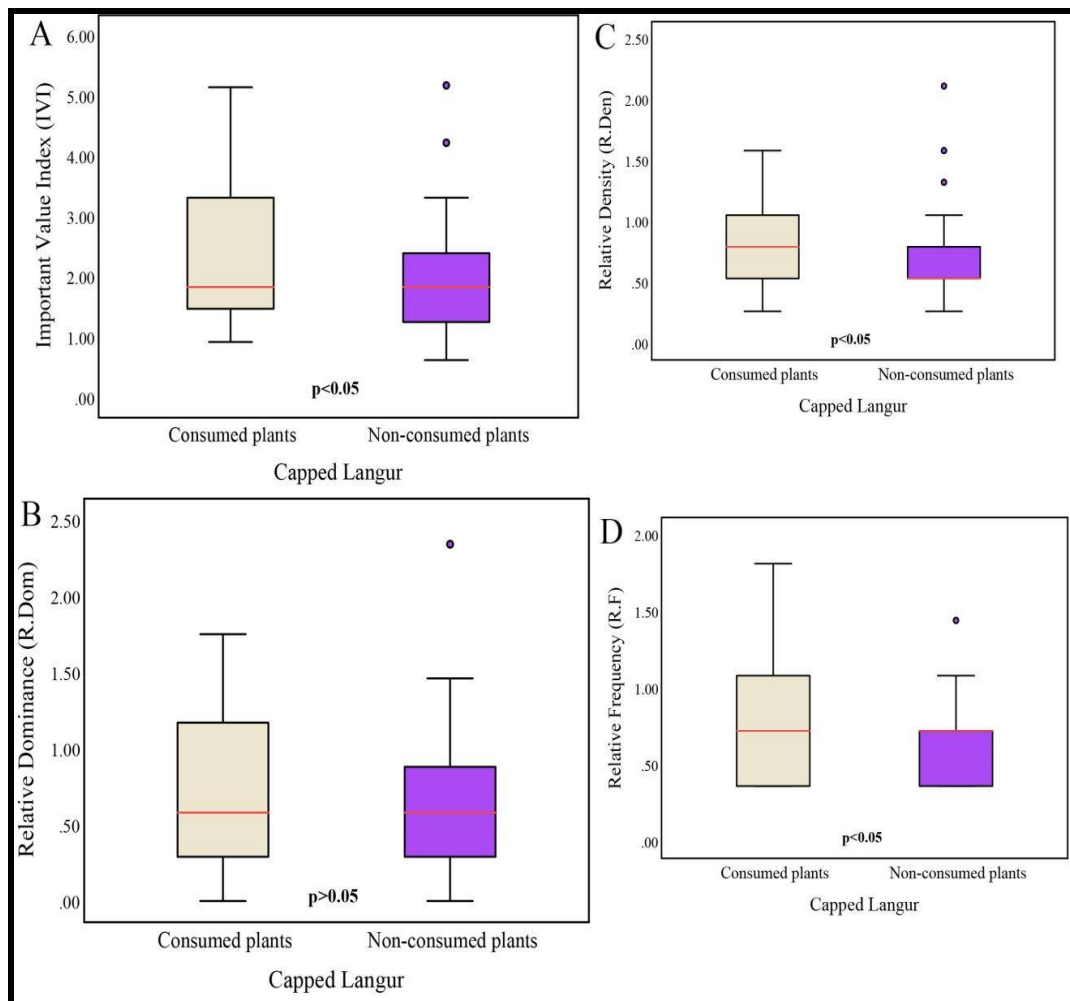 A
Important Value Index (IVI)
6.00
5.00
4.00
3.00
2.00
1.00
.00
p<0.05
Consumed plants
Non-consumed plants
Capped Langur
B
Relative Dominance (R.Dom)
2.50
2.00
1.50
1.00
.50
.00
p>0.05
Consumed plants
Non-consumed plants
Capped Langur
C
Relative Density (R.Den)
2.50
2.00
1.50
1.00
.50
.00
p<0.05
Consumed plants
Non-consumed plants
Capped Langur
D
Relative Frequency (R.F)
2.00
1.50
1.00
.50
.00
p<0.05
Consumed plants
Non-consumed plants
Capped Langur